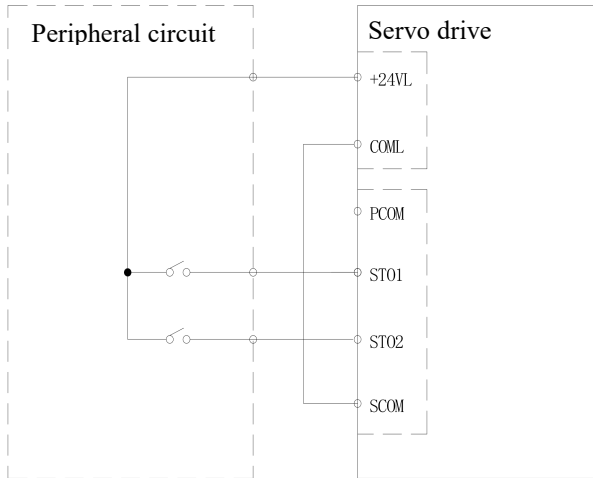 Peripheral circuit
Servo drive
+24VL
COML
PCOM
STO1
STO2
SCOM